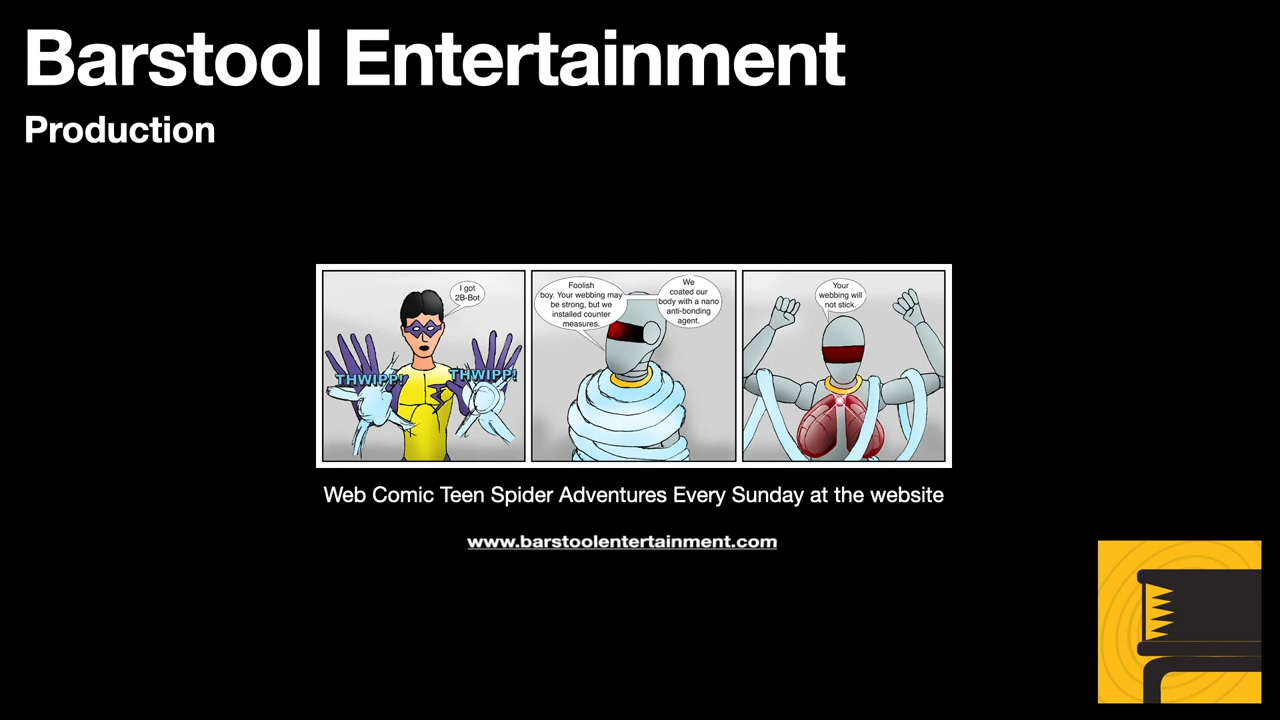 Barstool Entertainment
Production
I got
2B-Bot
THWIPP!
THWIPP!
Foolish
boy. Your webbing may
be strong, but we
installed counter
measures.
We
coated our
body with a nano
anti-bonding
agent.
Your
webbing will
not stick.
Web Comic Teen Spider Adventures Every Sunday at the website
www.barstoolentertainment.com